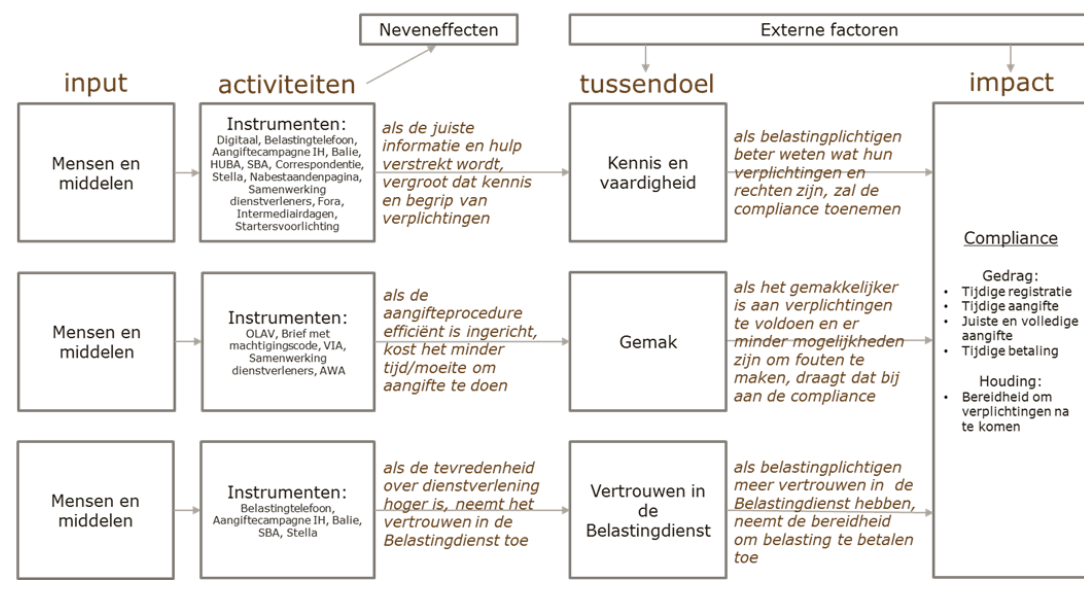 Neveneffecten
Externe factoren
input
activiteiten
tussendoel
impact
Mensen en
middelen
Instrumenten:
Digitaal, Belastingtelefoon,
Aangiftecampagne IH, Balie,
HUBA, SBA, Correspondentie,
Stella, Nabestaandenpagina,
Samenwerking
dienstverleners, Fora,
Intermediairdagen,
Startersvoorlichting
als de juiste
informatie en hulp
verstrekt wordt,
vergroot dat kennis
en begrip van
verplichtingen
Kennis en
vaardigheid
als belastingplichtigen
beter weten wat hun
verplichtingen en
rechten zijn, zal de
compliance toenemen
Mensen en
middelen
Instrumenten:
OLAV, Brief met
machtigingscode, VIA,
Samenwerking
dienstverleners, AWA
als de
aangifteprocedure
efficiënt is ingericht,
kost het minder
tijd/moeite om
aangifte te doen
Gemak
als het gemakkelijker
is aan verplichtingen
te voldoen en er
minder mogelijkheden
zijn om fouten te
maken, draagt dat bij
aan de compliance
Mensen en
middelen
Instrumenten:
Belastingtelefoon,
Aangiftecampagne IH, Balie,
SBA, Stella
als de tevredenheid
over dienstverlening
hoger is, neemt het
vertrouwen in de
Belastingdienst toe
Vertrouwen in
de
Belastingdienst
als belastingplichtigen
meer vertrouwen in de
Belastingdienst hebben,
neemt de bereidheid
om belasting te betalen
toe
Compliance
Gedrag:
• Tijdige registratie
• Tijdige aangifte
• Juiste en volledige
aangifte
• Tijdige betaling
Houding:
• Bereidheid om
verplichtingen na
te komen